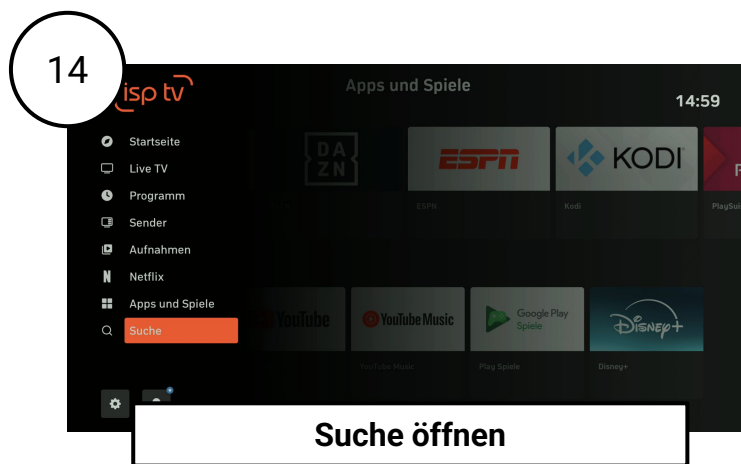 14
isp tv
Apps und Spiele
14:59
Startseite
Live TV
Programm
Sender
Aufnahmen
Netflix
Apps und Spiele
Suche
DAZN
ESPN
KODI
ESPN
Kodi
YouTube
YouTube Music
Google Play
Spiele
Disney+
YouTube Music
Play Spiele
Disney+
Suche öffnen